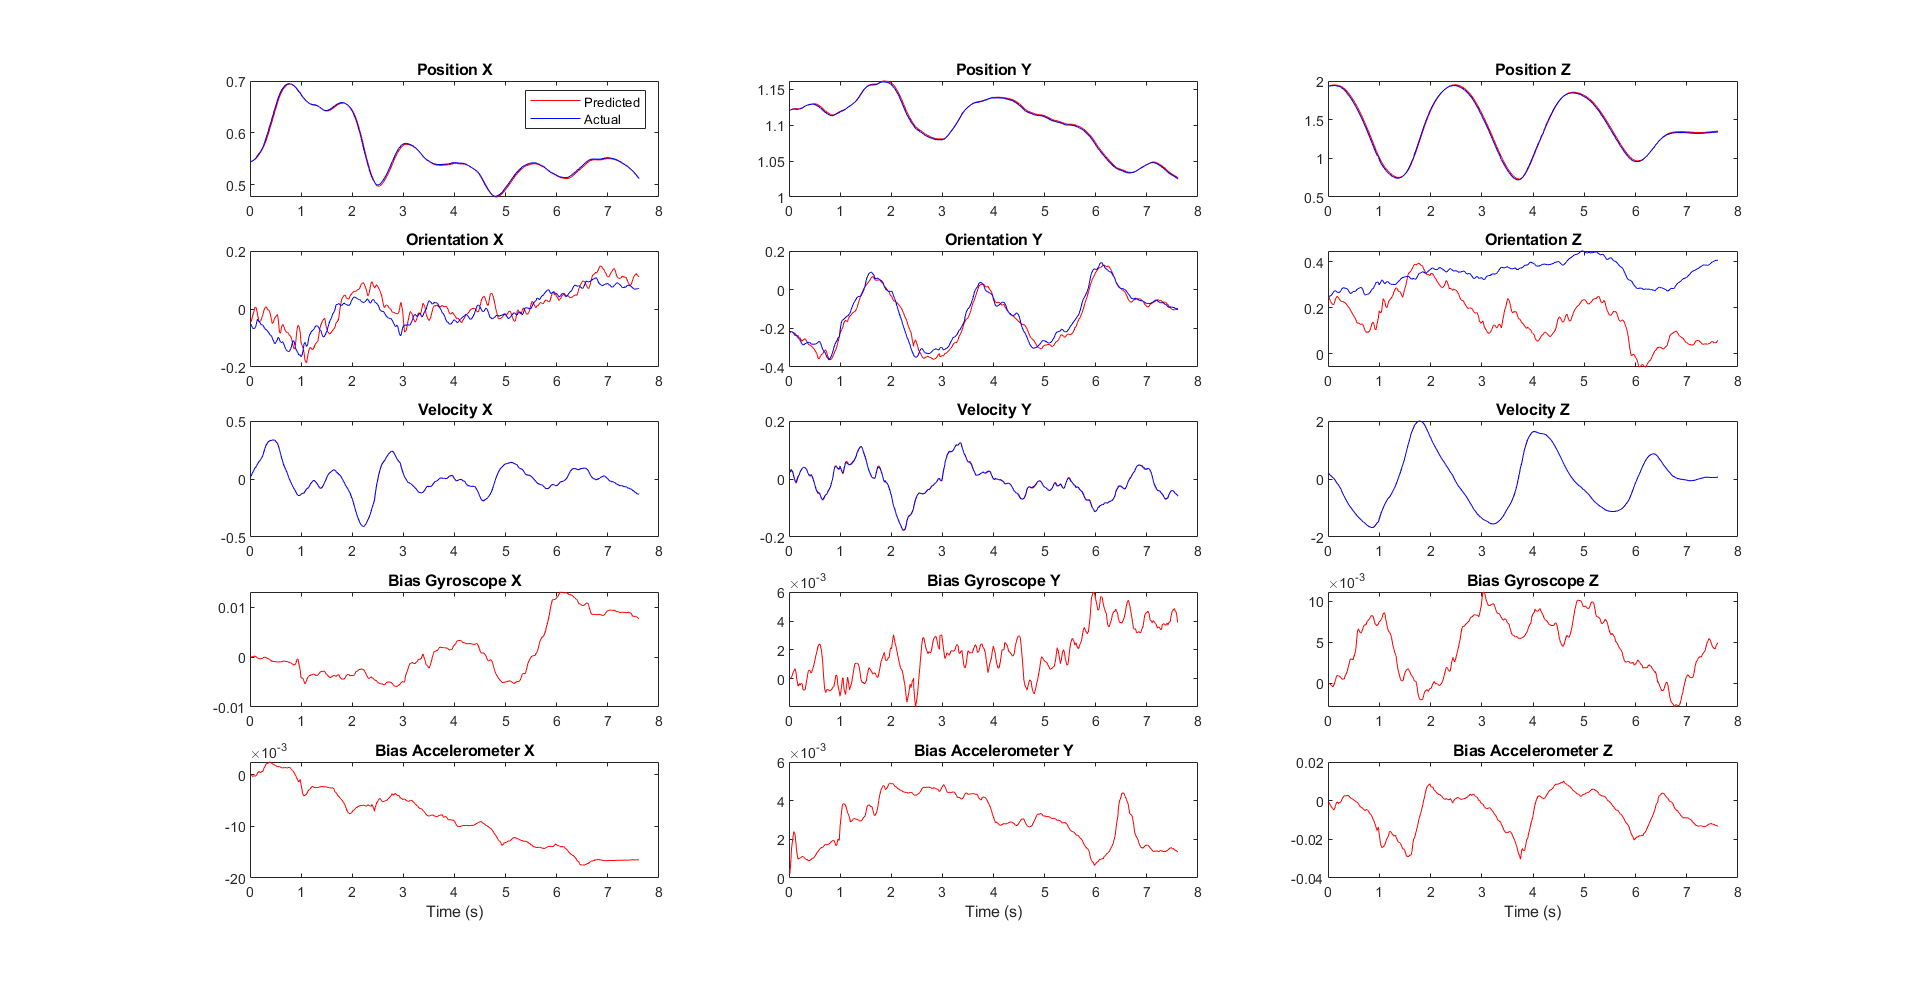 Position X
0.7
0.6
0.5
0 1 2 3 4 5 6 7 8
Predicted
Actual
Position Y
1.15
1.1
1.05
1
0 1 2 3 4 5 6 7 8
Position Z
2
1.5
1
0.5
0 1 2 3 4 5 6 7 8
Orientation X
0.2
0
-0.2
0 1 2 3 4 5 6 7 8
Orientation Y
0.2
0
-0.2
-0.4
0 1 2 3 4 5 6 7 8
Orientation Z
0.4
0.2
0
0 1 2 3 4 5 6 7 8
Velocity X
0.5
0
-0.5
0 1 2 3 4 5 6 7 8
Velocity Y
0.2
0
-0.2
0 1 2 3 4 5 6 7 8
Velocity Z
2
0
-2
0 1 2 3 4 5 6 7 8
Bias Gyroscope X
0.01
0
-0.01
0 1 2 3 4 5 6 7 8
×10-3 Bias Gyroscope Y
6
4
2
0
0 1 2 3 4 5 6 7 8
×10-3 Bias Gyroscope Z
10
5
0
0 1 2 3 4 5 6 7 8
×10-3 Bias Accelerometer X
0
-10
-20
0 1 2 3 4 5 6 7 8
Time (s)
×10-3 Bias Accelerometer Y
6
4
2
0
0 1 2 3 4 5 6 7 8
Time (s)
Bias Accelerometer Z
0.02
0
-0.02
-0.04
0 1 2 3 4 5 6 7 8
Time (s)